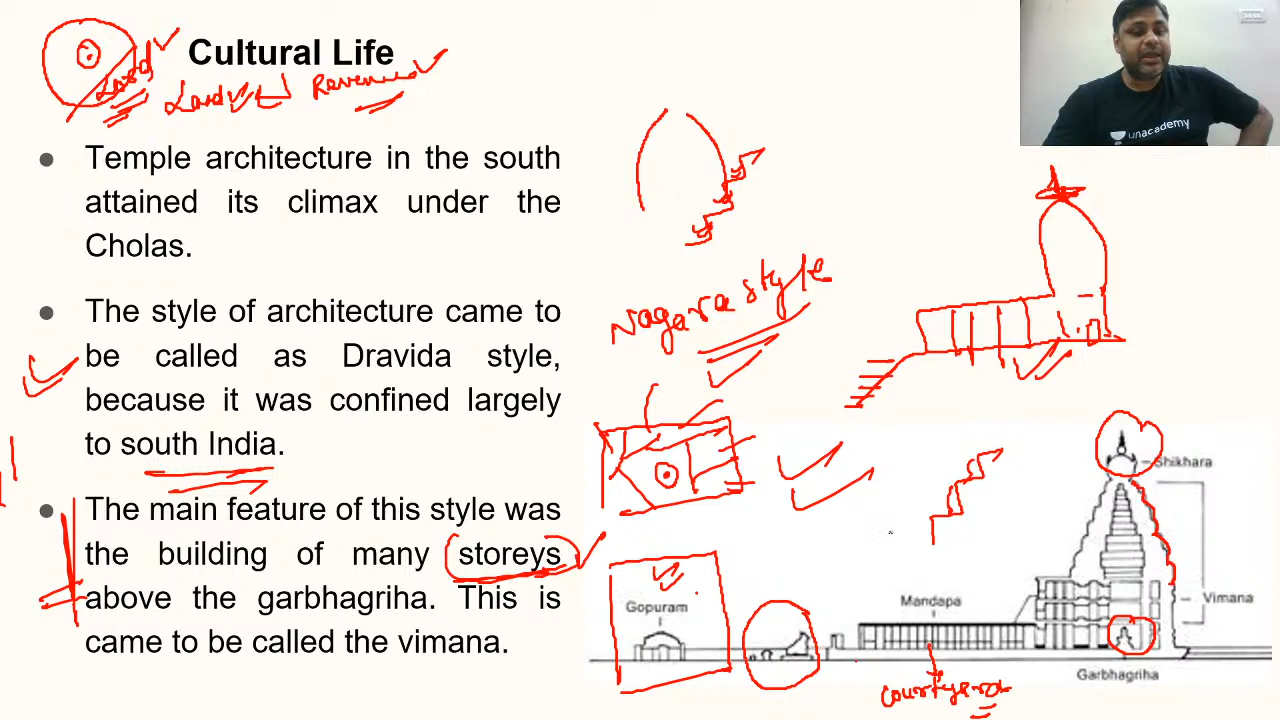 Cultural Life
Land
Land Revenue
unacademy
● Temple architecture in the south
attained its climax under the
Cholas.
● The style of architecture came to
be called as Dravida style,
because it was confined largely
to south India.
● The main feature of this style was
the building of many storeys
above the garbhagriha. This is
came to be called the vimana.
Nagara style
Shikhara
Vimana
Mandapa
Gopuram
Garbhagriha
Courtyard